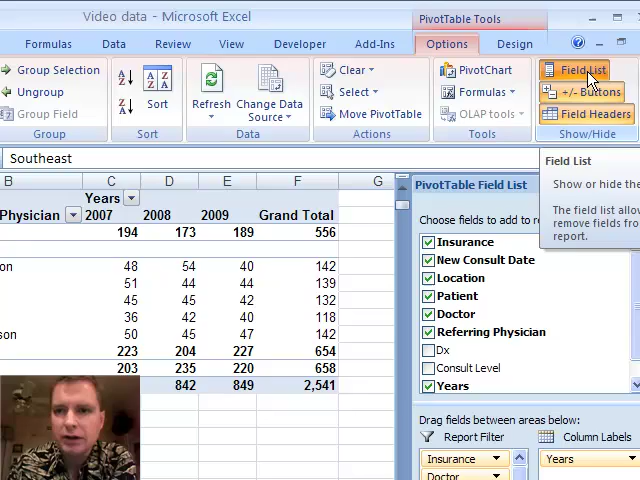 Video data - Microsoft Excel
PivotTable Tools
Formulas Data Review View Developer Add-Ins Options Design
Group Selection
Ungroup
Group Field
Group
Sort
Sort
Refresh
Change Data
Source
Data
Clear
Select
Move PivotTable
Actions
PivotChart
Formulas
OLAP tools
Tools
Field List
+/- Buttons
Field Headers
Show/Hide
Southeast
Field List
Show or hide the
The field list allow
remove fields from
report.
B C D E F G
Years
Physician 2007 2008 2009 Grand Total
194 173 189 556
on 48 54 40 142
51 44 44 139
45 45 42 132
36 42 40 118
son 50 45 47 142
223 204 227 654
203 235 220 658
842 849 2,541
PivotTable Field List
Choose fields to add to re
Insurance
New Consult Date
Location
Patient
Doctor
Referring Physician
Dx
Consult Level
Years
Drag fields between areas below:
Report Filter Column Labels
Insurance Years
Doctor